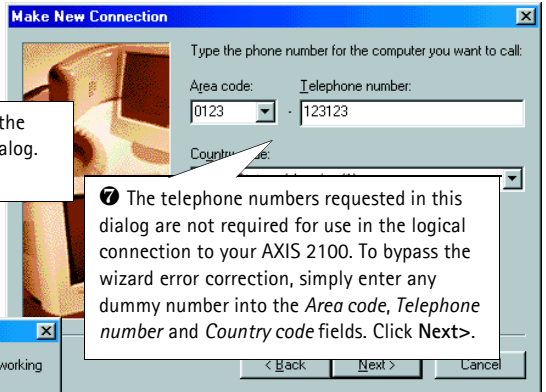 Make New Connection
Type the phone number for the computer you want to call:
Area code:
Telephone number:
0123
- 123123
the
alog.
Country
❼ The telephone numbers requested in this
dialog are not required for use in the logical
connection to your AXIS 2100. To bypass the
wizard error correction, simply enter any
dummy number into the Area code, Telephone
number and Country code fields. Click Next>.
working
< Back
Next >
Cancel